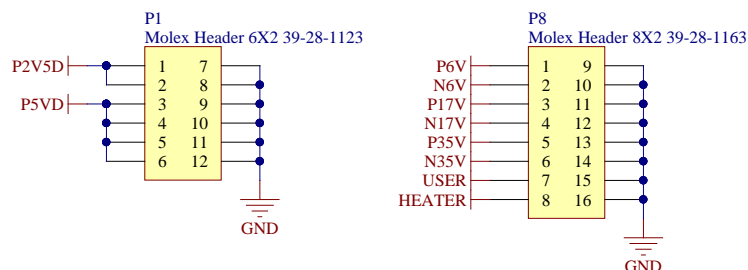 P1
Molex Header 6X2 39-28-1123
P2V5D
P5VD
1 7
2 8
3 9
4 10
5 11
6 12
GND
P8
Molex Header 8X2 39-28-1163
P6V 1 9
N6V 2 10
P17V 3 11
N17V 4 12
P35V 5 13
N35V 6 14
USER 7 15
HEATER 8 16
GND